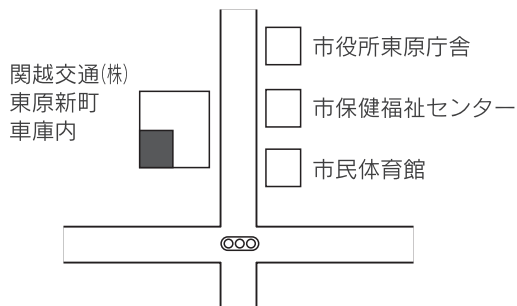 関越交通㈱
東原新町
車庫内
市役所東原庁舎
市保健福祉センター
市民体育館